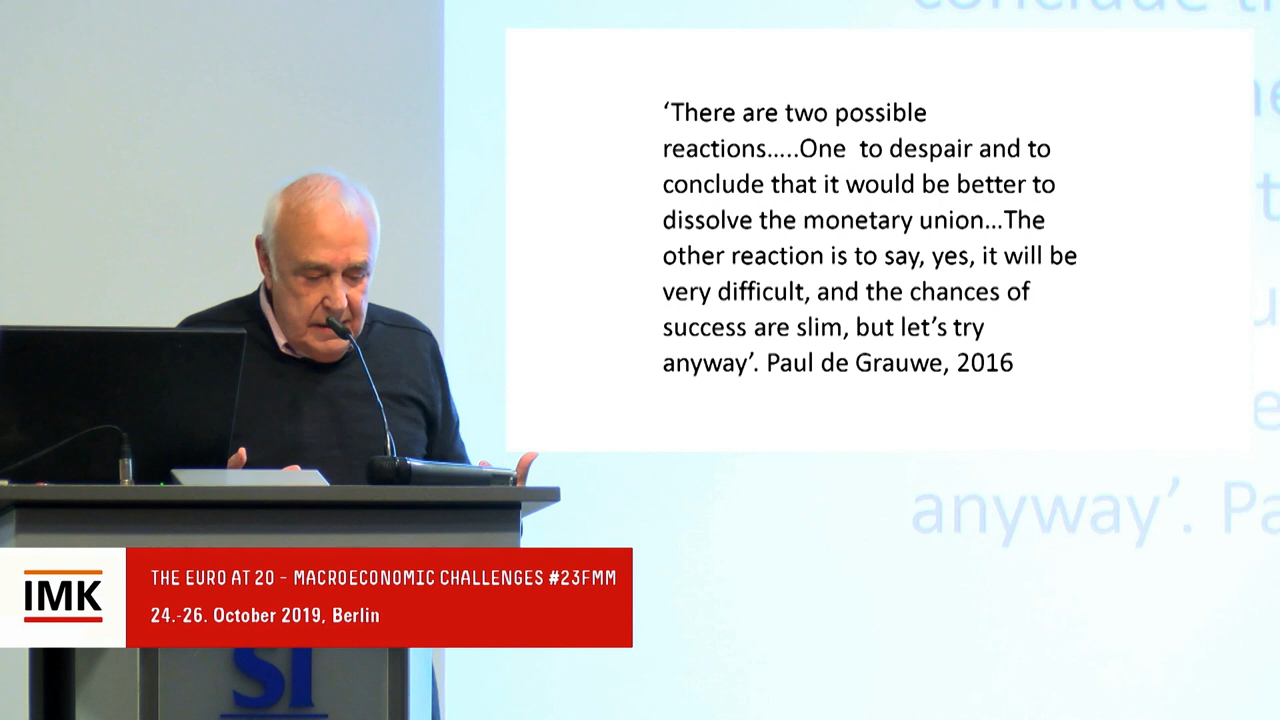 ‘There are two possible
reactions…..One  to despair and to
conclude that it would be better to
dissolve the monetary union…The
other reaction is to say, yes, it will be
very difficult, and the chances of
success are slim, but let’s try
anyway’. Paul de Grauwe, 2016
conclude
anyway’. Pa
IMK
THE EURO AT 20 - MACROECONOMIC CHALLENGES #23FMM
24.-26. October 2019, Berlin
SI